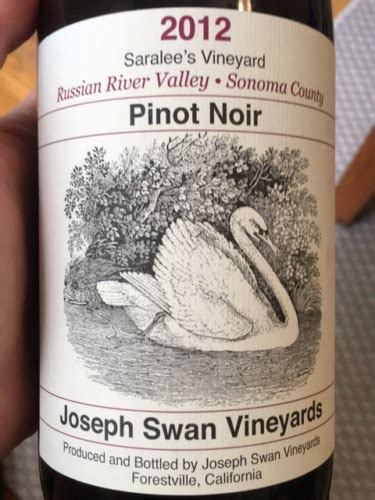 2012
Saralee's Vineyard
Russian River Valley • Sonoma County
Pinot Noir
Joseph Swan Vineyards
Produced and Bottled by Joseph Swan Vineyards
Forestville, California